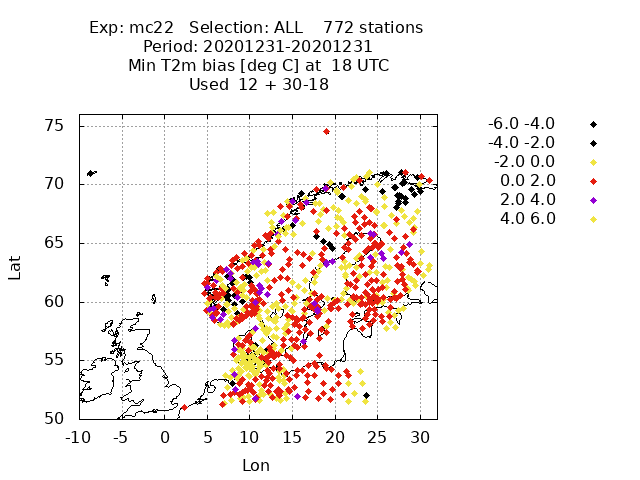 Exp: mc22 Selection: ALL 772 stations
Period: 20201231-20201231
Min T2m bias [deg C] at 18 UTC
Used 12 + 30-18
75
70
65
60
55
50
Lat
-10 -5 0 5 10 15 20 25 30
Lon
-6.0 -4.0
-4.0 -2.0
-2.0 0.0
0.0 2.0
2.0 4.0
4.0 6.0